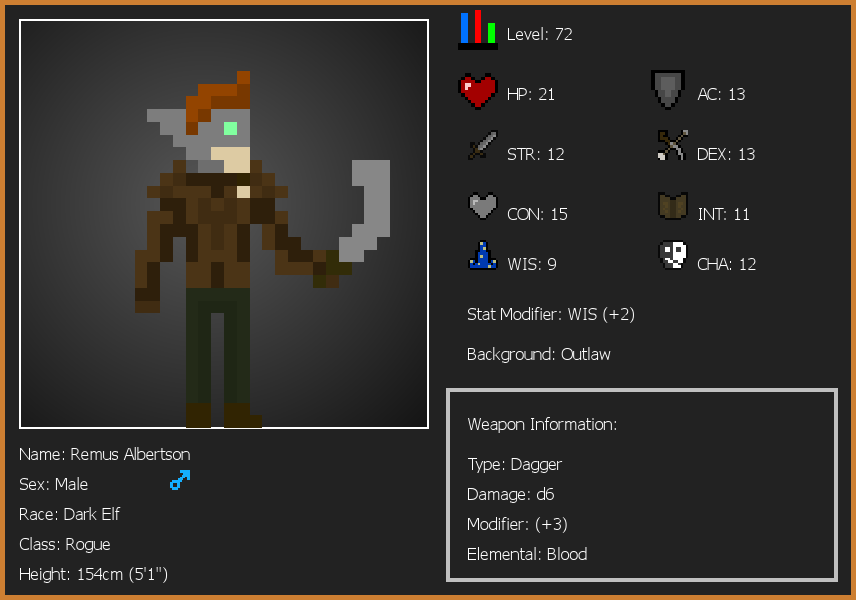 Level: 72
HP: 21
AC: 13
STR: 12
DEX: 13
CON: 15
INT: 11
WIS: 9
CHA: 12
Stat Modifier: WIS (+2)
Background: Outlaw
Weapon Information:
Type: Dagger
Damage: d6
Modifier: (+3)
Elemental: Blood
Name: Remus Albertson
Sex: Male
Race: Dark Elf
Class: Rogue
Height: 154cm (5'1")